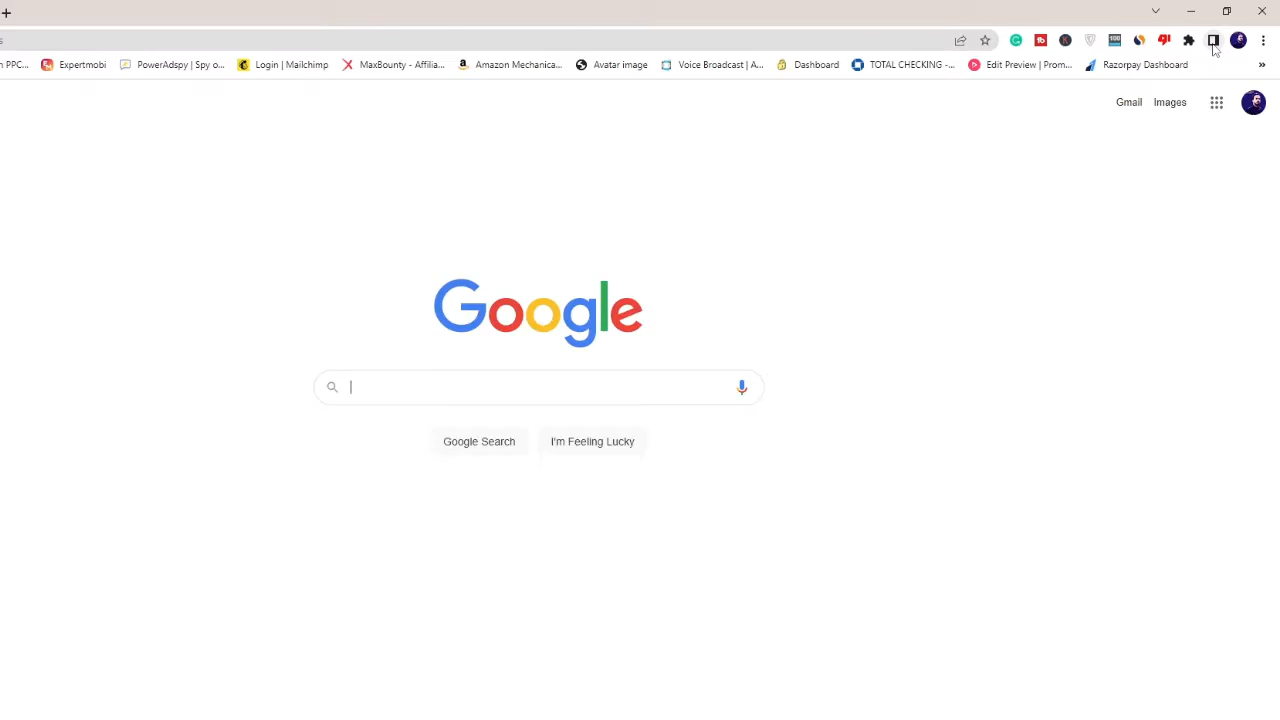 s
n PPC... Expertmobi PowerAdspy | Spy o... Login | Mailchimp MaxBounty - Affilia... Amazon Mechanica... Avatar image Voice Broadcast | A... Dashboard TOTAL CHECKING -... Edit Preview | Prom... Razorpay Dashboard »
Gmail Images
Google
Google Search I'm Feeling Lucky